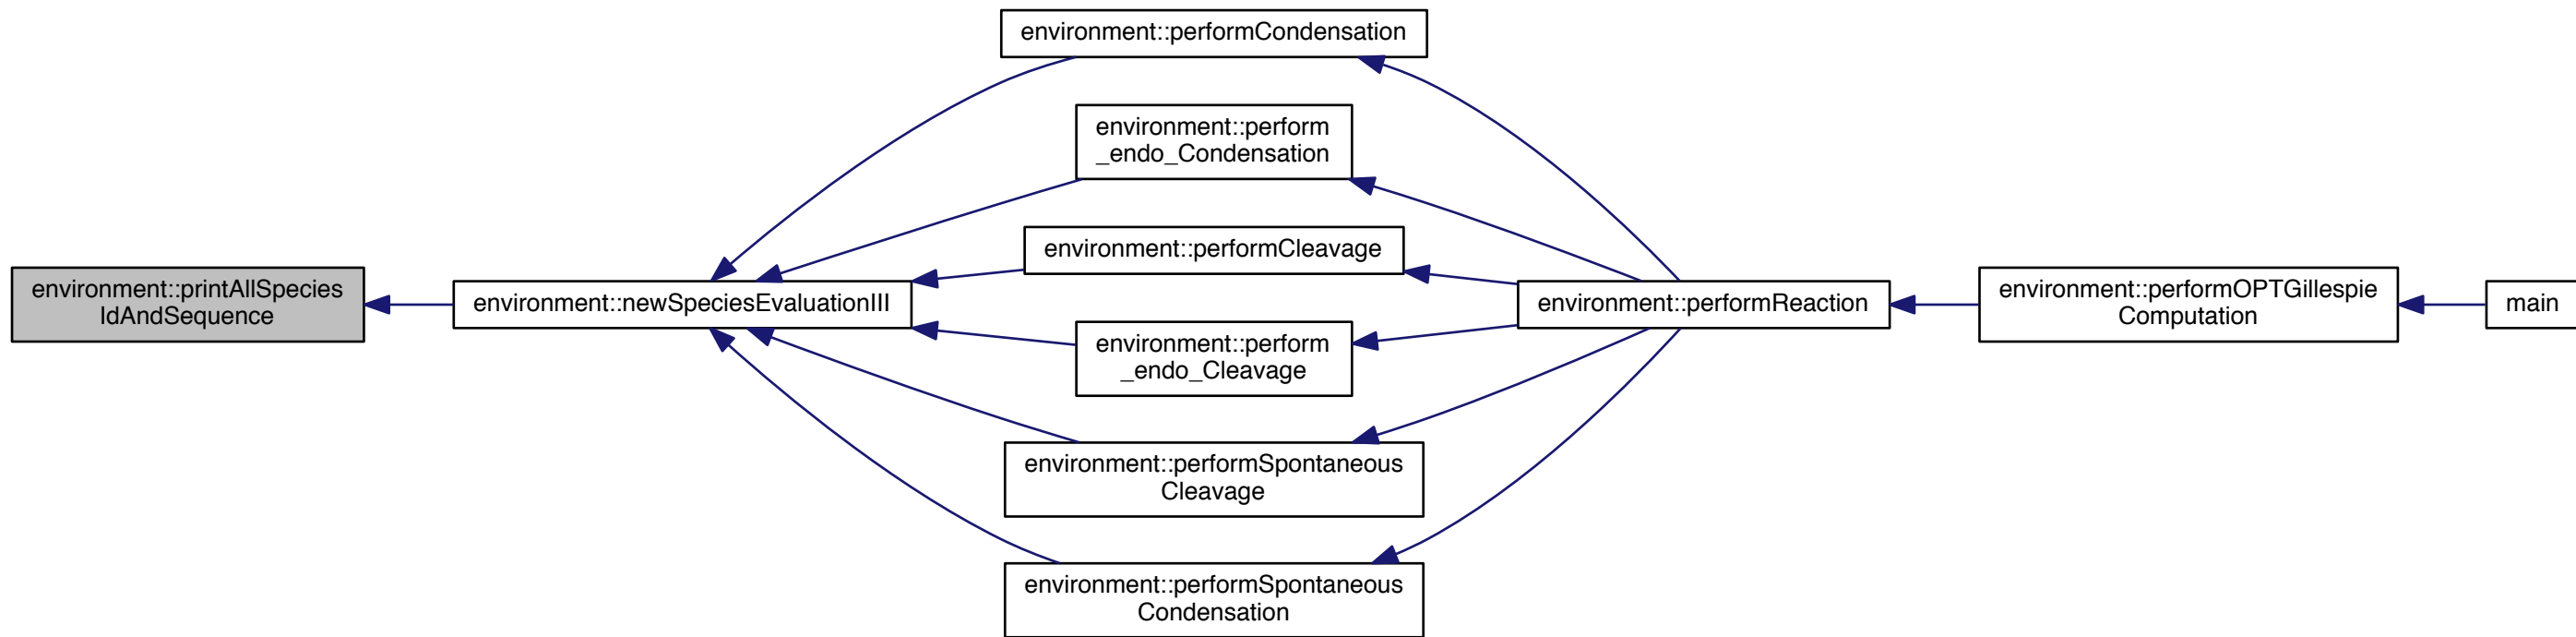 environment::printAllSpecies
IdAndSequence
environment::newSpeciesEvaluationIII
environment::performCondensation
environment::perform
_endo_Condensation
environment::performCleavage
environment::perform
_endo_Cleavage
environment::performSpontaneous
Cleavage
environment::performSpontaneous
Condensation
environment::performReaction
environment::performOPTGillespie
Computation
main